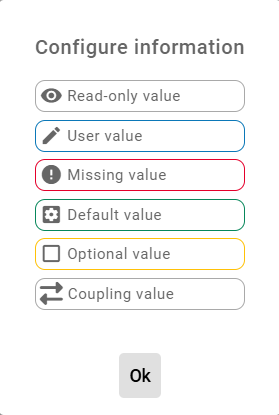 Configure information
Read-only value
User value
Missing value
Default value
Optional value
Coupling value
Ok